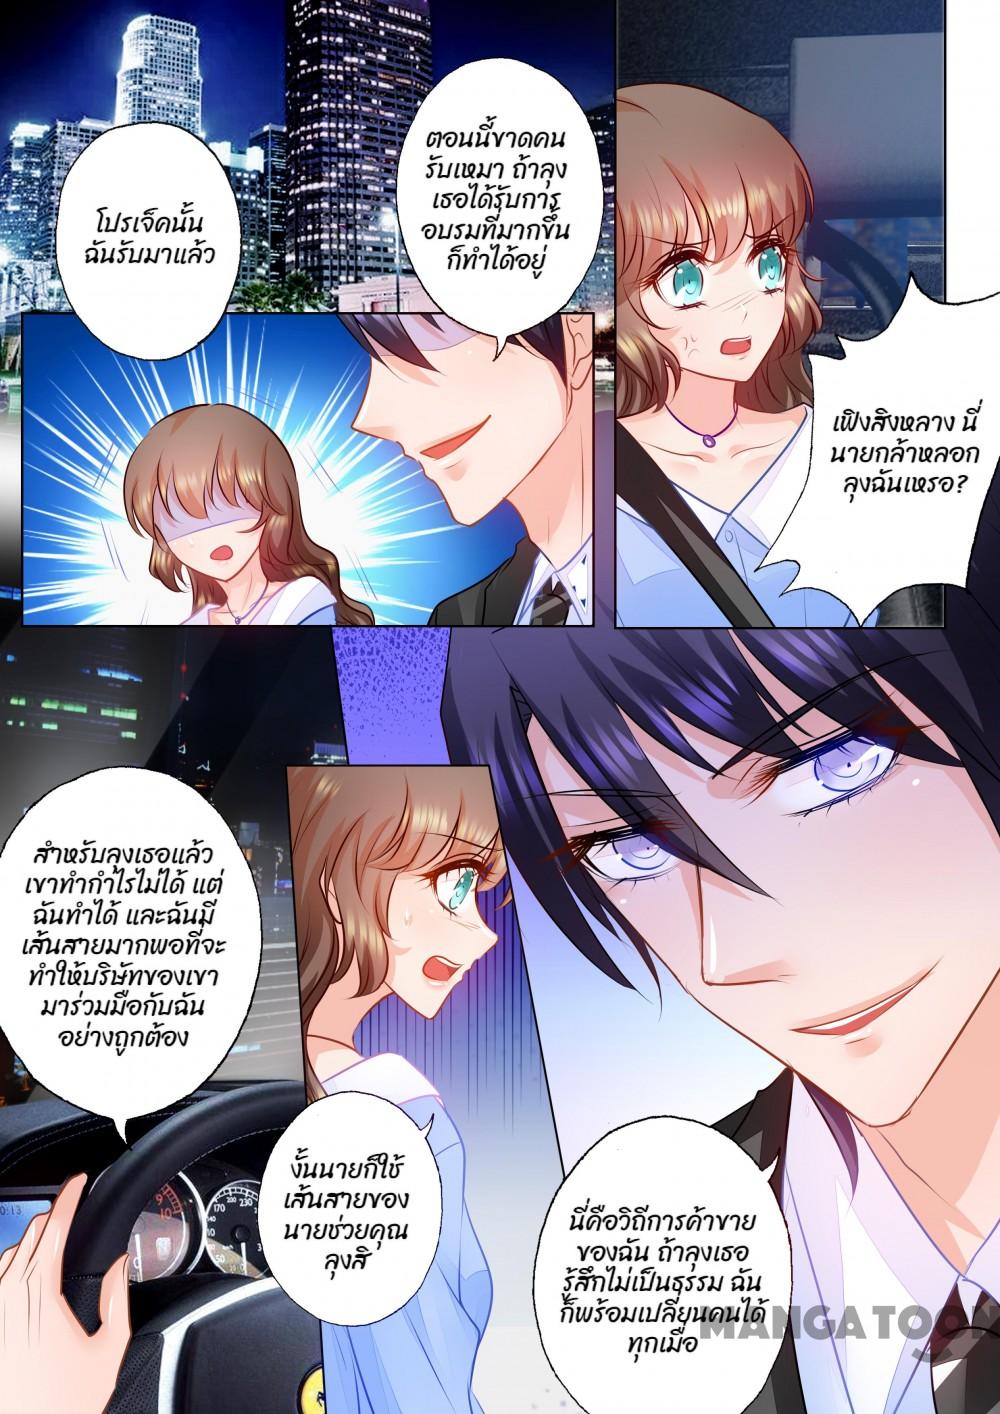 โปรเจ็คนั้น
ฉันรับมาแล้ว
ตอนนี้ขาดคน
รับเหมา ถ้าลุง
เธอได้รับการ
อบรมที่มากขึ้น
ก็ทำได้อยู่
เฟิงสิงหลาง นี่
นายกล้าหลอก
ลุงฉันเหรอ?
สำหรับลุงเธอแล้ว
เขาทำกำไรไม่ได้ แต่
ฉันทำได้ และฉันมี
เส้นสายมากพอที่จะ
ทำให้บริษัทของเขา
มาร่วมมือกับฉัน
อย่างถูกต้อง
งั้นนายก็ใช้
เส้นสายของ
นายช่วยคุณ
ลุงสิ
นี่คือวิถีการค้าขาย
ของฉัน ถ้าลุงเธอ
รู้สึกไม่เป็นธรรม ฉัน
ก็พร้อมเปลี่ยนคนได้
ทุกเมื่อ
MANGATOON